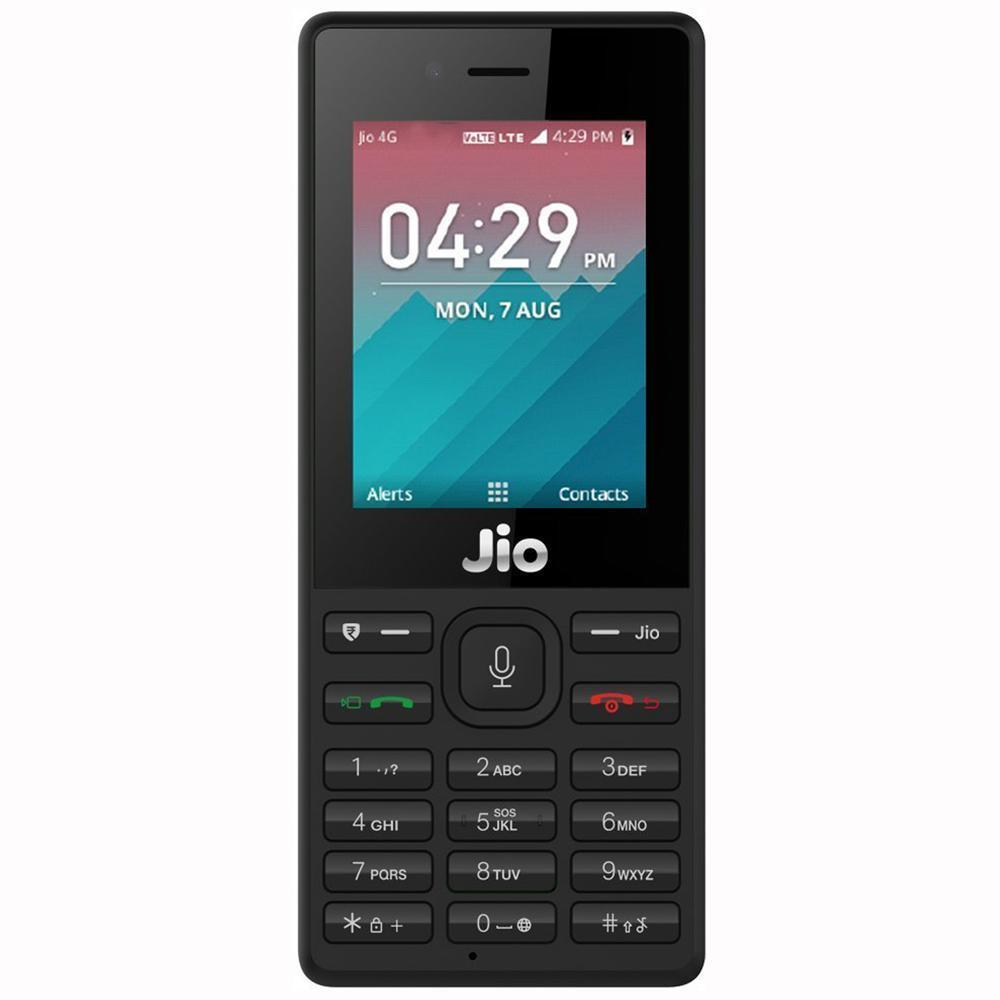 Jio 4G VoLTE LTE 4:29 PM
04:29 PM
MON, 7 AUG
Alerts Contacts
Jio
₹ Jio
1 .,? 2 ABC 3 DEF
4 GHI 5 JKL SOS 6 MNO
7 PQRS 8 TUV 9 WXYZ
* + 0 #